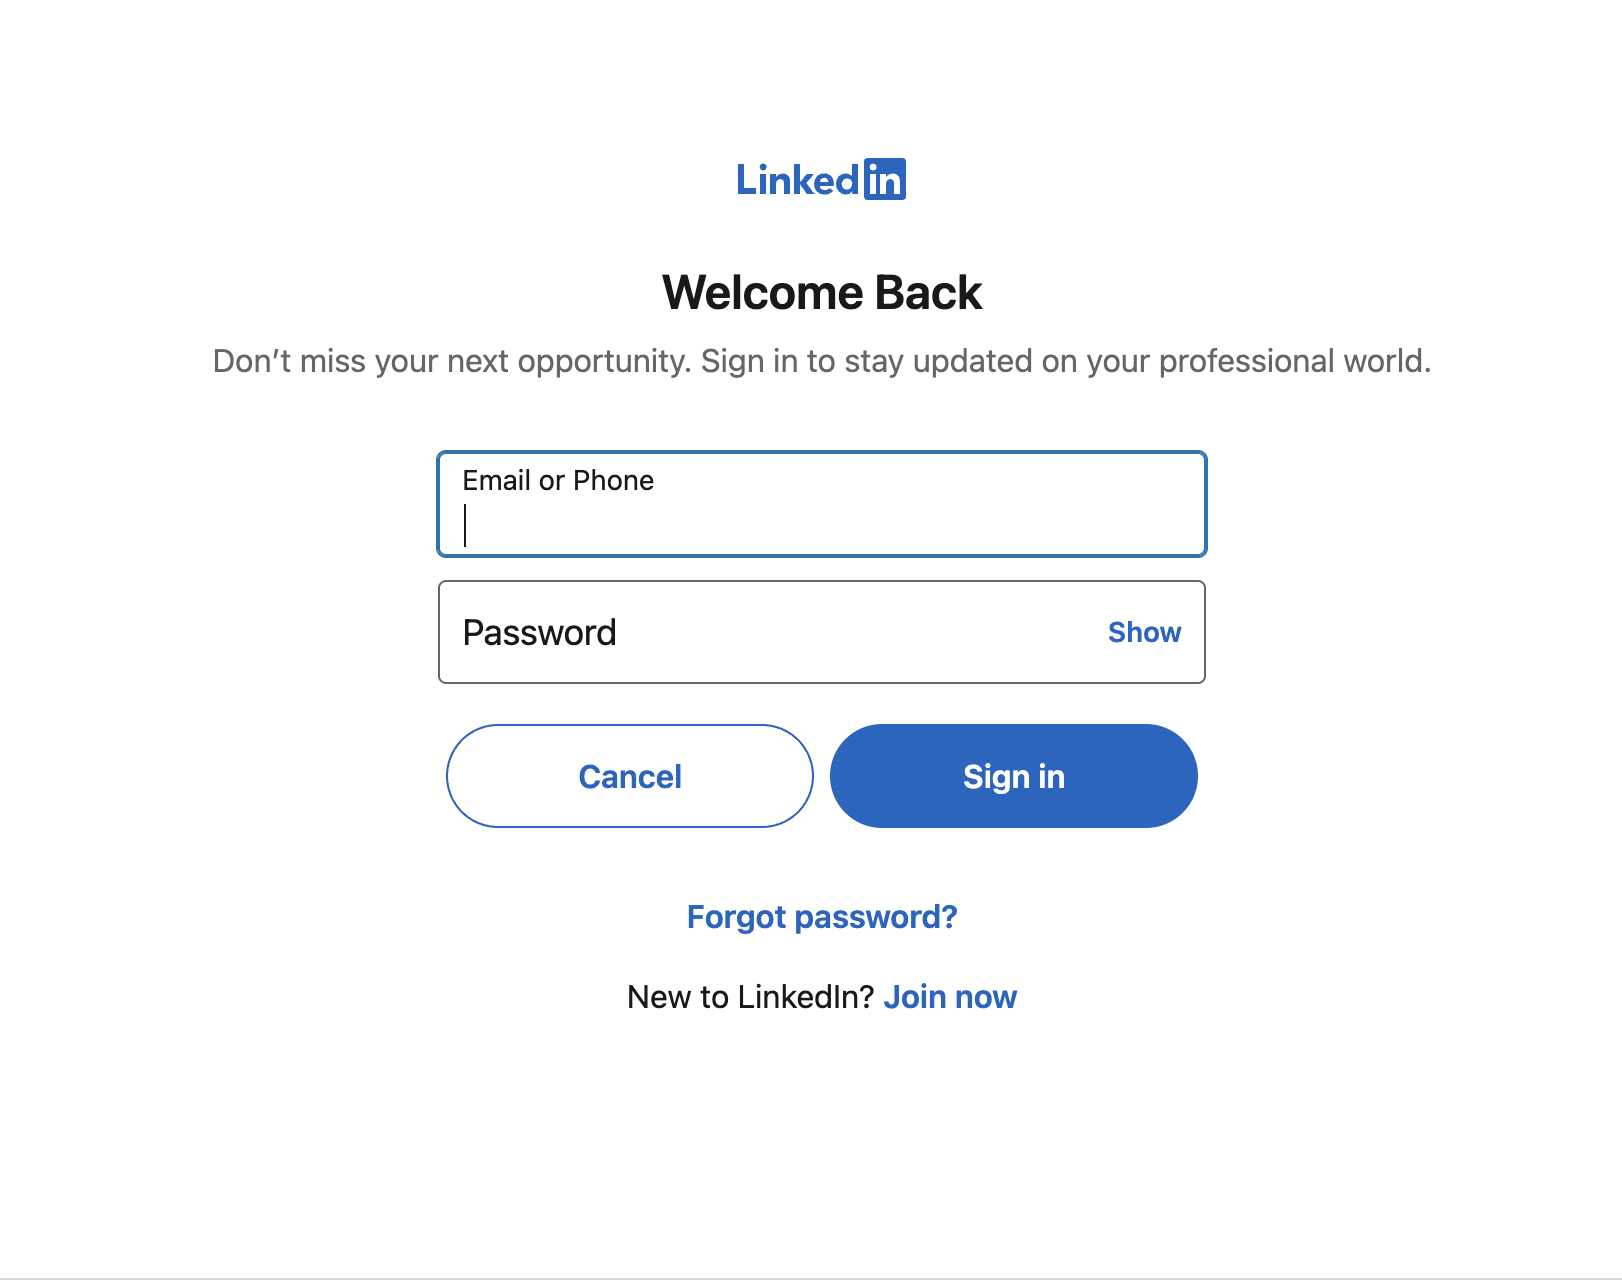 LinkedIn
Welcome Back
Don’t miss your next opportunity. Sign in to stay updated on your professional world.
Email or Phone
Password Show
Cancel Sign in
Forgot password?
New to LinkedIn? Join now